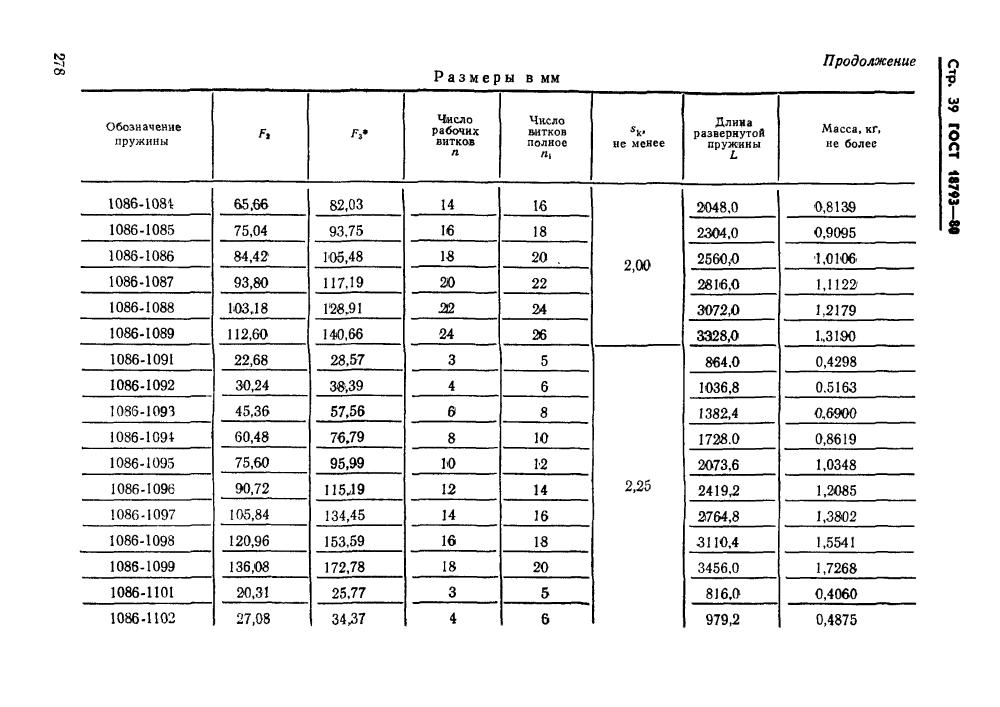 278
Продолжение
Стр. 39 ГОСТ 18793—80
Размеры в мм
Обозначение пружины | F₂ | F₃* | Число рабочих витков n | Число витков полное n₁ | sₖ, не менее | Длина развернутой пружины L | Масса, кг, не более
1086-1084 | 65,66 | 82,03 | 14 | 16 | 2,00 | 2048,0 | 0,8139
1086-1085 | 75,04 | 93,75 | 16 | 18 | 2304,0 | 0,9095
1086-1086 | 84,42 | 105,48 | 18 | 20 | 2560,0 | 1,0106
1086-1087 | 93,80 | 117,19 | 20 | 22 | 2816,0 | 1,1122
1086-1088 | 103,18 | 128,91 | 22 | 24 | 3072,0 | 1,2179
1086-1089 | 112,60 | 140,66 | 24 | 26 | 3328,0 | 1,3190
1086-1091 | 22,68 | 28,57 | 3 | 5 | 2,25 | 864,0 | 0,4298
1086-1092 | 30,24 | 38,39 | 4 | 6 | 1036,8 | 0,5163
1086-1093 | 45,36 | 57,56 | 6 | 8 | 1382,4 | 0,6900
1086-1094 | 60,48 | 76,79 | 8 | 10 | 1728,0 | 0,8619
1086-1095 | 75,60 | 95,99 | 10 | 12 | 2073,6 | 1,0348
1086-1096 | 90,72 | 115,19 | 12 | 14 | 2419,2 | 1,2085
1086-1097 | 105,84 | 134,45 | 14 | 16 | 2764,8 | 1,3802
1086-1098 | 120,96 | 153,59 | 16 | 18 | 3110,4 | 1,5541
1086-1099 | 136,08 | 172,78 | 18 | 20 | 3456,0 | 1,7268
1086-1101 | 20,31 | 25,77 | 3 | 5 | 816,0 | 0,4060
1086-1102 | 27,08 | 34,37 | 4 | 6 | 979,2 | 0,4875